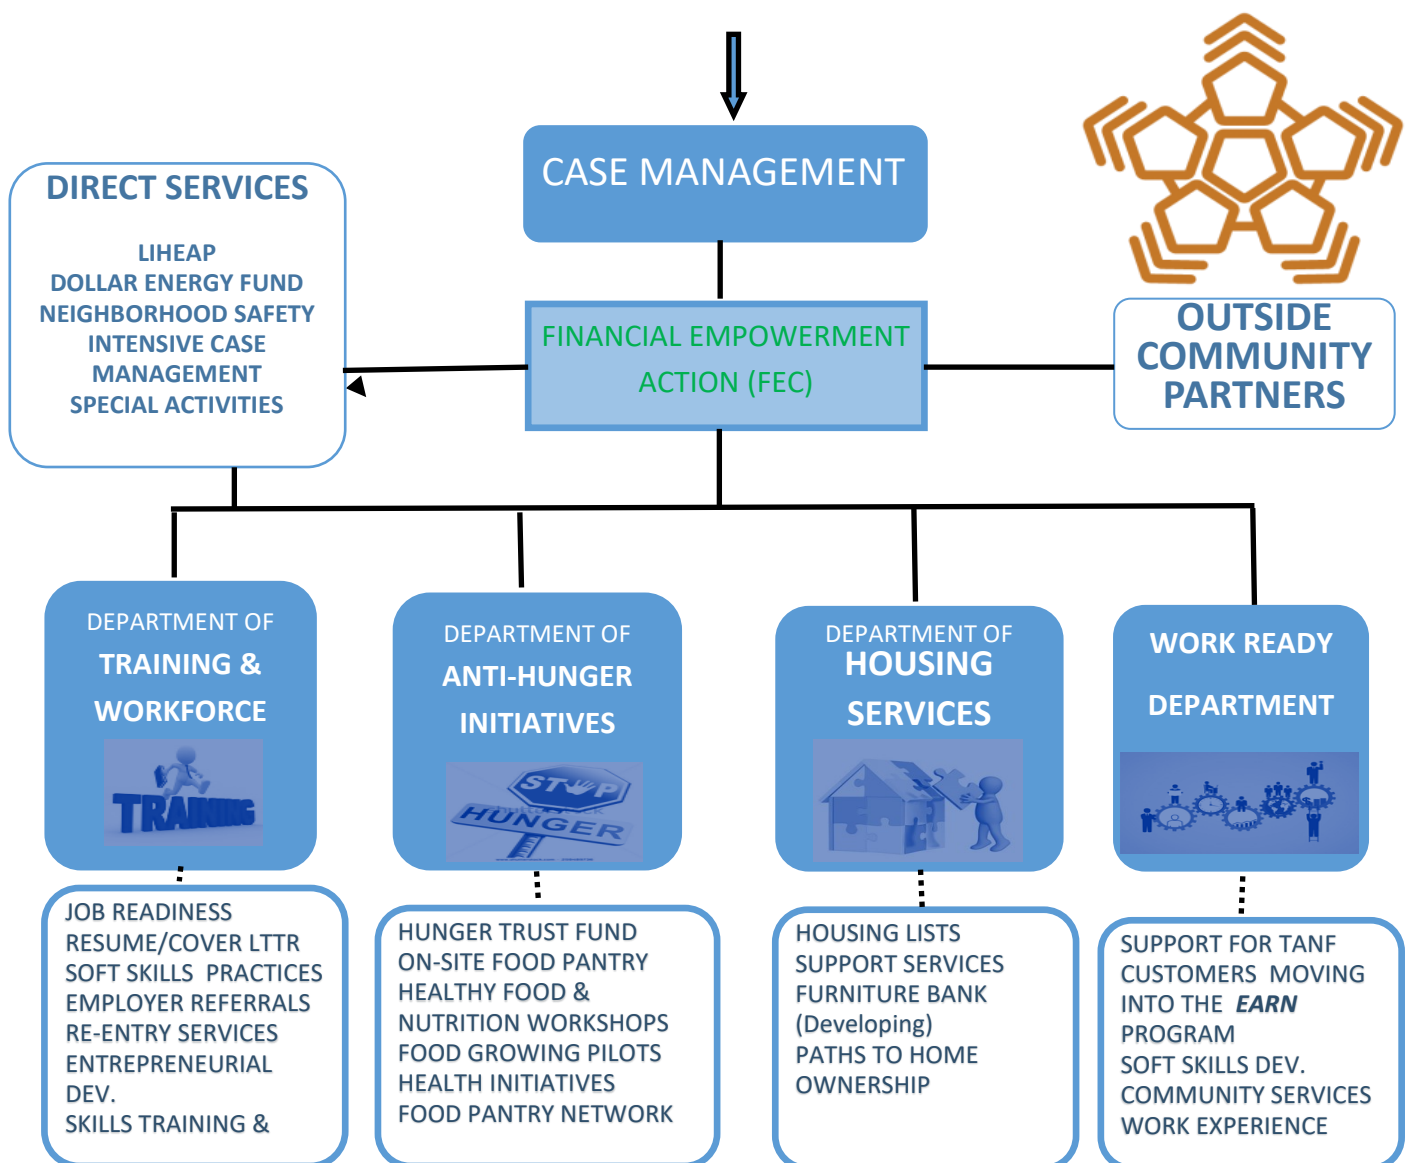 CASE MANAGEMENT
DIRECT SERVICES
LIHEAP
DOLLAR ENERGY FUND
NEIGHBORHOOD SAFETY
INTENSIVE CASE
MANAGEMENT
SPECIAL ACTIVITIES
FINANCIAL EMPOWERMENT
ACTION (FEC)
OUTSIDE
COMMUNITY
PARTNERS
DEPARTMENT OF
TRAINING &
WORKFORCE
TRAINING
DEPARTMENT OF
ANTI-HUNGER
INITIATIVES
STOP
HUNGER
DEPARTMENT OF
HOUSING
SERVICES
WORK READY
DEPARTMENT
JOB READINESS
RESUME/COVER LTTR
SOFT SKILLS  PRACTICES
EMPLOYER REFERRALS
RE-ENTRY SERVICES
ENTREPRENEURIAL
DEV.
SKILLS TRAINING &
HUNGER TRUST FUND
ON-SITE FOOD PANTRY
HEALTHY FOOD &
NUTRITION WORKSHOPS
FOOD GROWING PILOTS
HEALTH INITIATIVES
FOOD PANTRY NETWORK
HOUSING LISTS
SUPPORT SERVICES
FURNITURE BANK
(Developing)
PATHS TO HOME
OWNERSHIP
SUPPORT FOR TANF
CUSTOMERS  MOVING
INTO THE  EARN
PROGRAM
SOFT SKILLS DEV.
COMMUNITY SERVICES
WORK EXPERIENCE